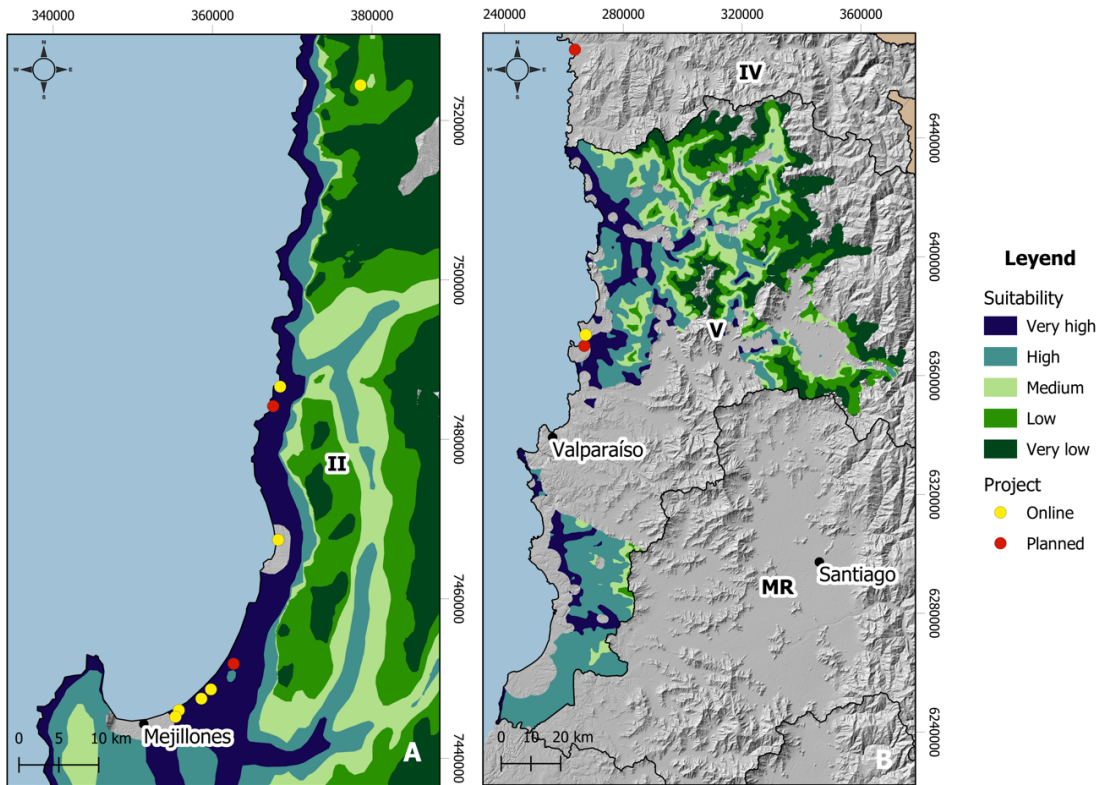 340000 360000 380000
240000 280000 320000 360000
N
W E
S
N
W E
S
IV
7520000
7500000
7480000
7460000
7440000
II
Mejillones
0 5 10 km
A
6440000
6400000
6360000
6320000
6280000
6240000
V
Valparaíso
MR
Santiago
0 10 20 km
B
Leyend
Suitability
Very high
High
Medium
Low
Very low
Project
Online
Planned